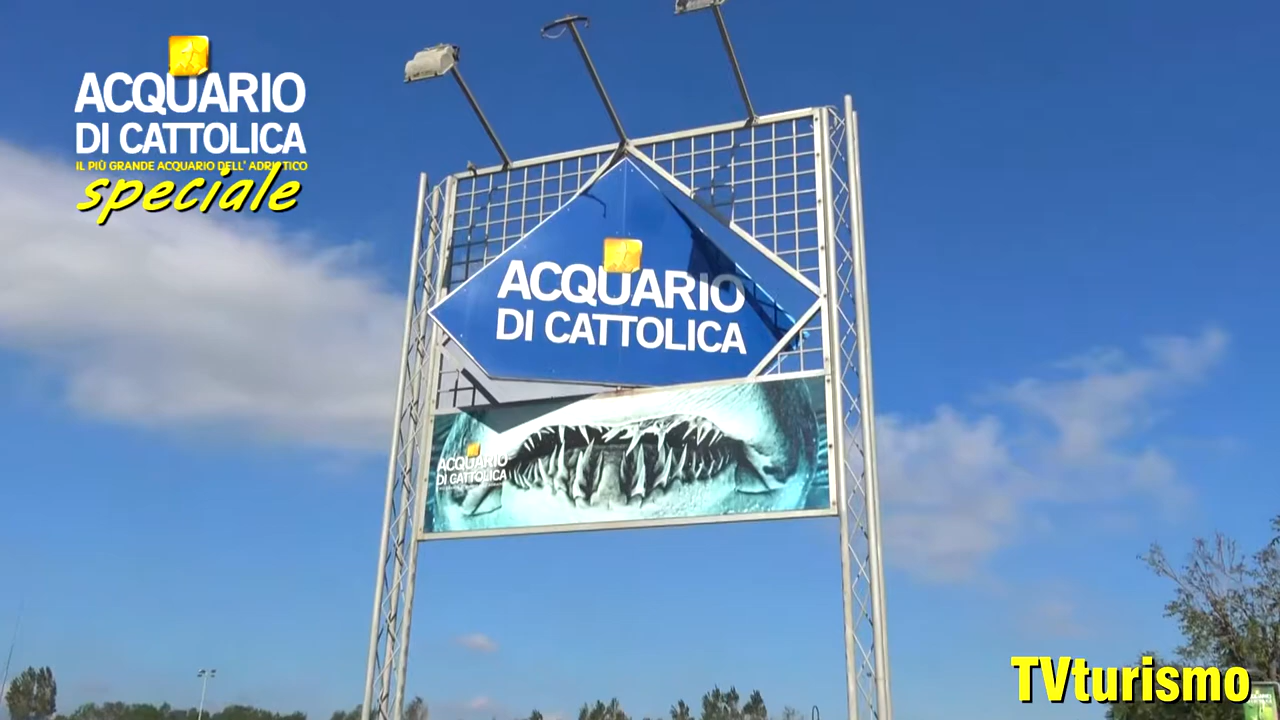 ACQUARIO
DI CATTOLICA
IL PIÙ GRANDE ACQUARIO DELL' ADRIATICO
speciale
ACQUARIO
DI CATTOLICA
ACQUARIO
DI CATTOLICA
TVturismo